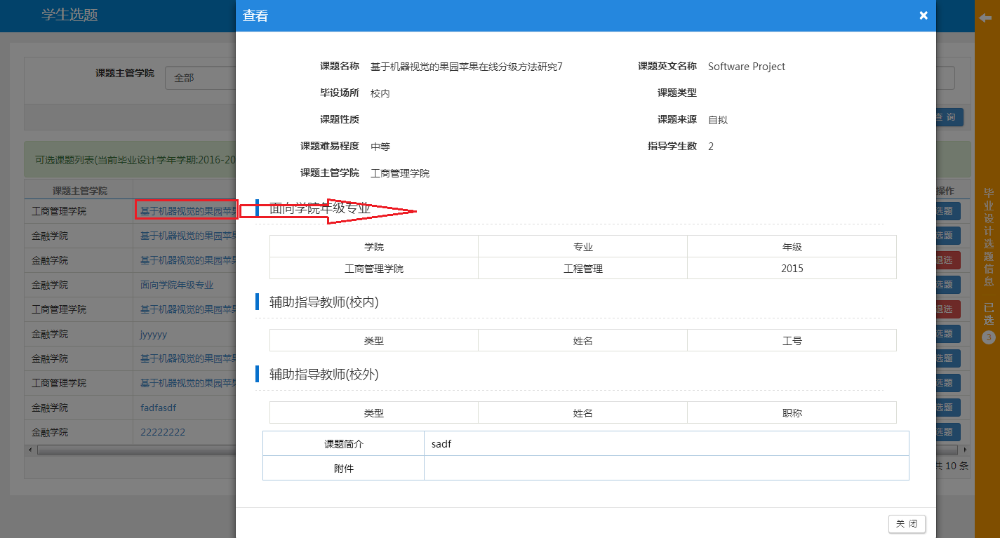 学生选题
查看
课题主管学院 全部
查 询
可选课题列表(当前毕业设计学年学期:2016-20
课题主管学院 操作
工商管理学院 基于机器视觉的果园苹果 选题
金融学院 基于机器视觉的果园苹果 选题
金融学院 基于机器视觉的果园苹果 退选
金融学院 面向学院年级专业 选题
工商管理学院 基于机器视觉的果园苹果 退选
金融学院 jyyyyy 选题
金融学院 基于机器视觉的果园苹果 选题
工商管理学院 基于机器视觉的果园苹果 选题
金融学院 fadfasdf 选题
金融学院 22222222 选题
共 10 条
课题名称 基于机器视觉的果园苹果在线分级方法研究7 课题英文名称 Software Project
毕设场所 校内 课题类型
课题性质 课题来源 自拟
课题难易程度 中等 指导学生数 2
课题主管学院 工商管理学院
面向学院年级专业
学院 专业 年级
工商管理学院 工程管理 2015
辅助指导教师(校内)
类型 姓名 工号
辅助指导教师(校外)
类型 姓名 职称
课题简介 sadf
附件
关 闭
毕业设计选题信息
已选
3